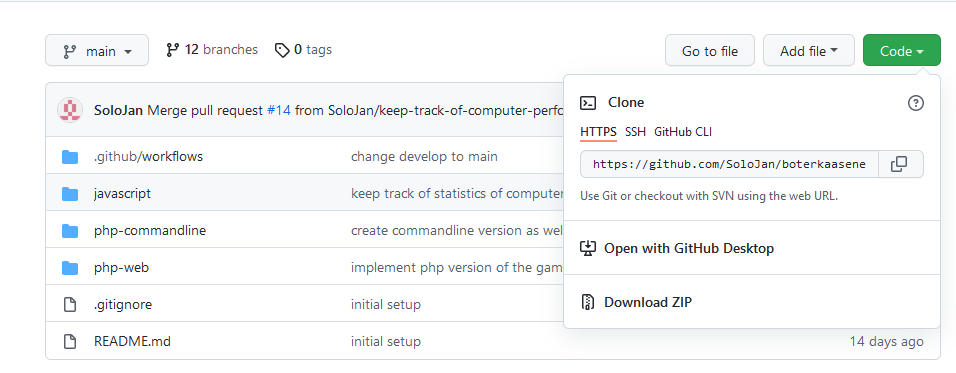 main 12 branches 0 tags Go to file Add file Code
SoloJan Merge pull request #14 from SoloJan/keep-track-of-computer-perfo
.github/workflows change develop to main
javascript keep track of statistics of computer
php-commandline create commandline version as wel
php-web implement php version of the gam
.gitignore initial setup
README.md initial setup 14 days ago
Clone
HTTPS SSH GitHub CLI
https://github.com/SoloJan/boterkaasene
Use Git or checkout with SVN using the web URL.
Open with GitHub Desktop
Download ZIP